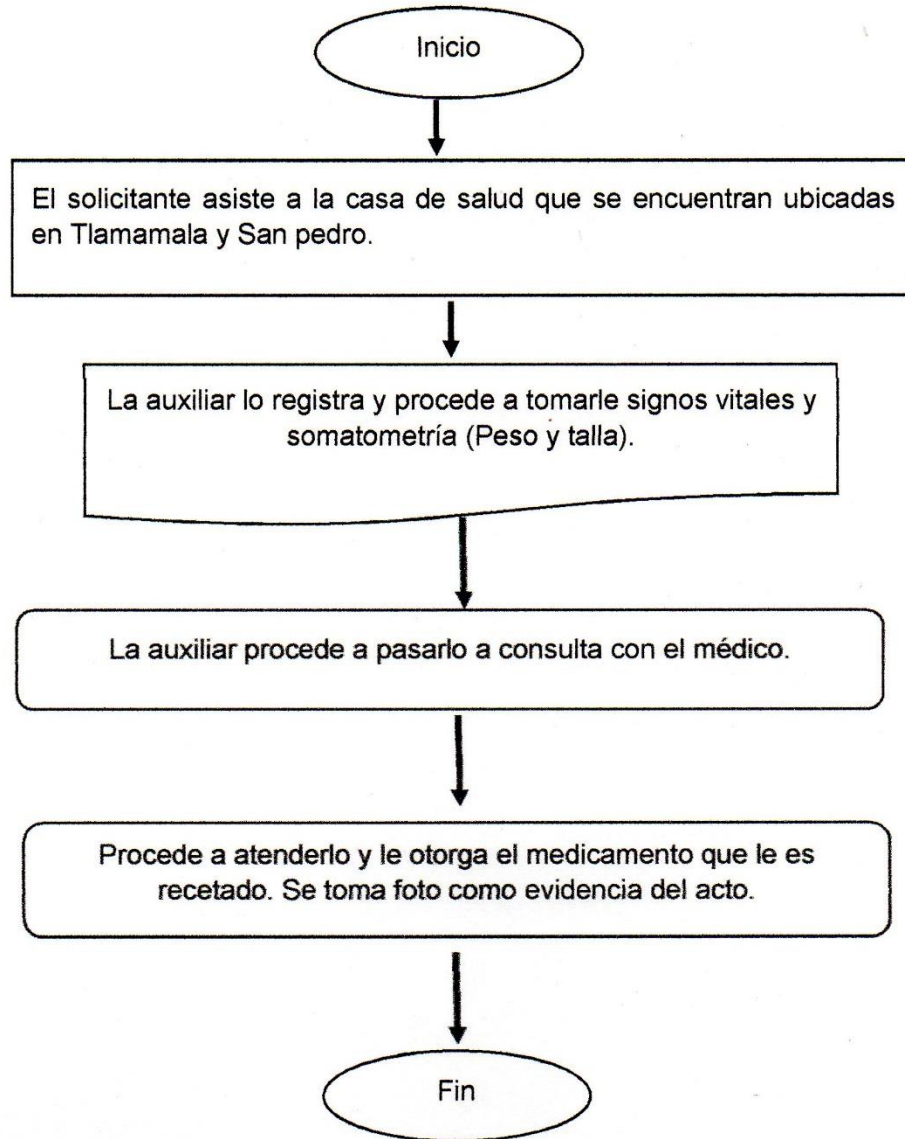 Inicio
El solicitante asiste a la casa de salud que se encuentran ubicadas
en Tlamamala y San pedro.
La auxiliar lo registra y procede a tomarle signos vitales y
somatometría (Peso y talla).
La auxiliar procede a pasarlo a consulta con el médico.
Procede a atenderlo y le otorga el medicamento que le es
recetado. Se toma foto como evidencia del acto.
Fin